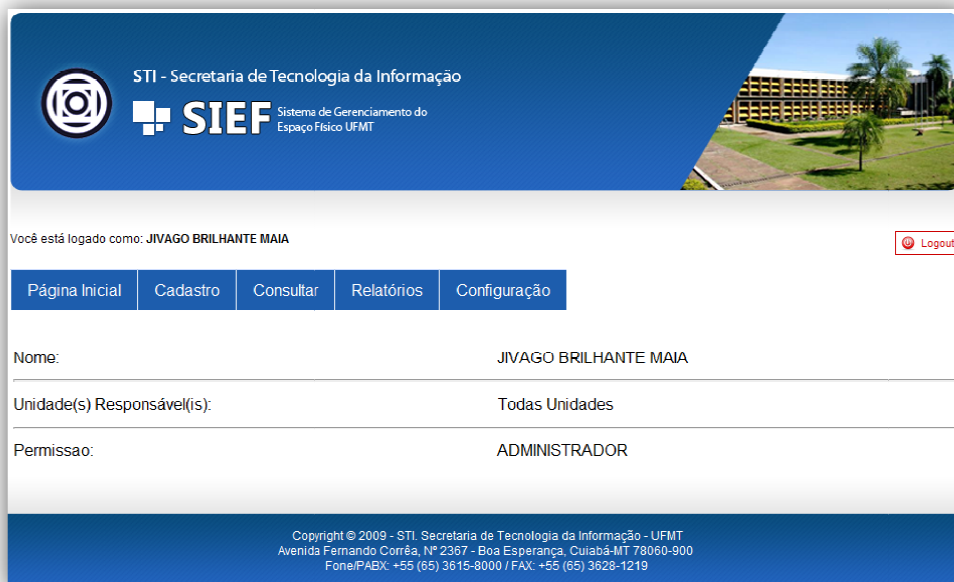 STI - Secretaria de Tecnologia da Informação
SIEF Sistema de Gerenciamento do
Espaço Físico UFMT
Você está logado como: JIVAGO BRILHANTE MAIA
Logout
Página Inicial Cadastro Consultar Relatórios Configuração
Nome: JIVAGO BRILHANTE MAIA
Unidade(s) Responsável(is): Todas Unidades
Permissao: ADMINISTRADOR
Copyright © 2009 - STI. Secretaria de Tecnologia da Informação - UFMT
Avenida Fernando Corrêa, Nº 2367 - Boa Esperança, Cuiabá-MT 78060-900
Fone/PABX: +55 (65) 3615-8000 / FAX: +55 (65) 3628-1219